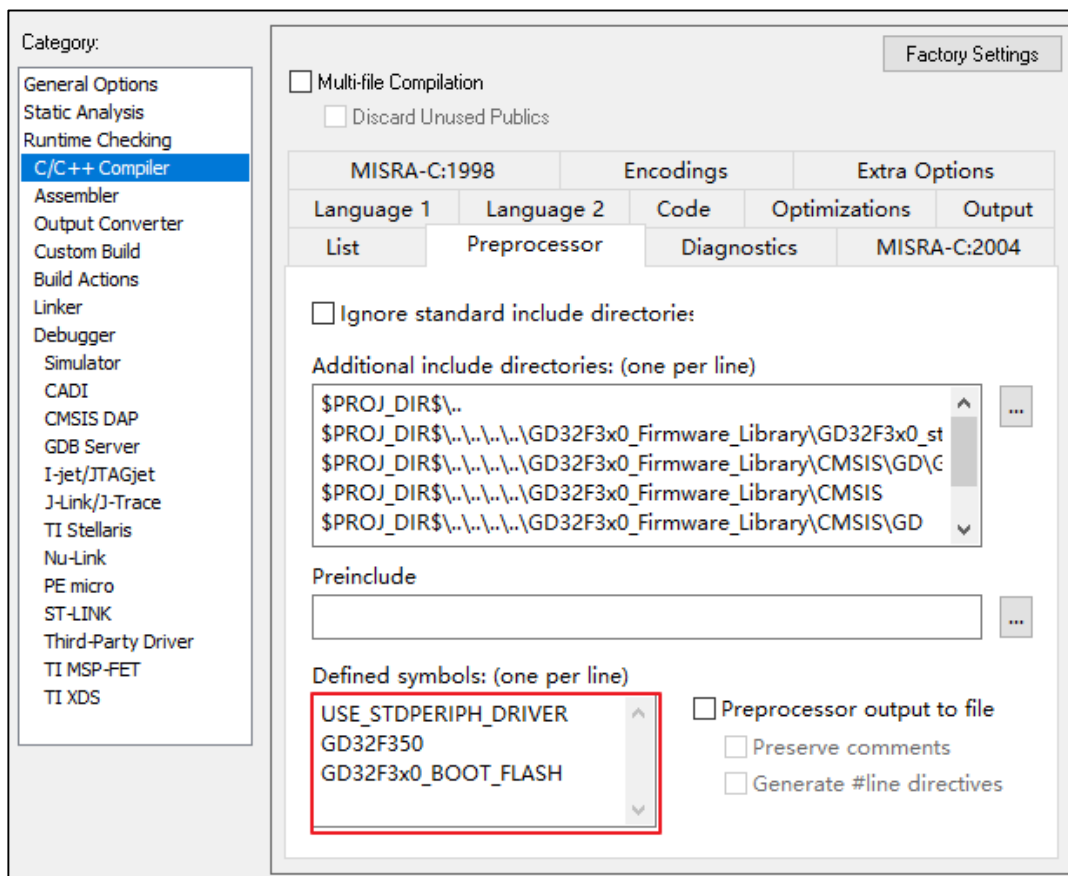 Category:
General Options
Static Analysis
Runtime Checking
C/C++ Compiler
Assembler
Output Converter
Custom Build
Build Actions
Linker
Debugger
Simulator
CADI
CMSIS DAP
GDB Server
I-jet/JTAGjet
J-Link/J-Trace
TI Stellaris
Nu-Link
PE micro
ST-LINK
Third-Party Driver
TI MSP-FET
TI XDS
Factory Settings
Multi-file Compilation
Discard Unused Publics
MISRA-C:1998 Encodings Extra Options
Language 1 Language 2 Code Optimizations Output
List Preprocessor Diagnostics MISRA-C:2004
Ignore standard include directories
Additional include directories: (one per line)
$PROJ_DIR$\..
$PROJ_DIR$\..\..\..\..\GD32F3x0_Firmware_Library\GD32F3x0_st
$PROJ_DIR$\..\..\..\..\GD32F3x0_Firmware_Library\CMSIS\GD\G
$PROJ_DIR$\..\..\..\..\GD32F3x0_Firmware_Library\CMSIS
$PROJ_DIR$\..\..\..\..\GD32F3x0_Firmware_Library\CMSIS\GD
...
Preinclude
...
Defined symbols: (one per line)
USE_STDPERIPH_DRIVER
GD32F350
GD32F3x0_BOOT_FLASH
Preprocessor output to file
Preserve comments
Generate #line directives